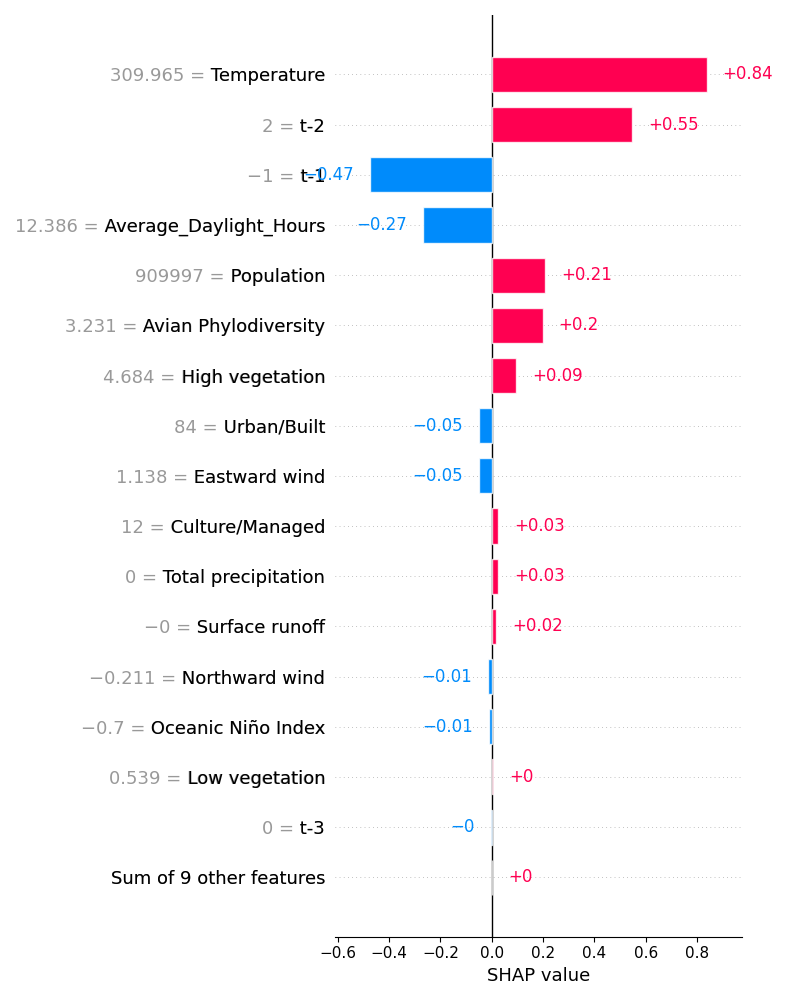 309.965 = Temperature +0.84
2 = t-2 +0.55
−1 = t-1 −0.47
12.386 = Average_Daylight_Hours −0.27
909997 = Population +0.21
3.231 = Avian Phylodiversity +0.2
4.684 = High vegetation +0.09
84 = Urban/Built −0.05
1.138 = Eastward wind −0.05
12 = Culture/Managed +0.03
0 = Total precipitation +0.03
−0 = Surface runoff +0.02
−0.211 = Northward wind −0.01
−0.7 = Oceanic Niño Index −0.01
0.539 = Low vegetation +0
0 = t-3 −0
Sum of 9 other features +0
−0.6 −0.4 −0.2 0.0 0.2 0.4 0.6 0.8
SHAP value